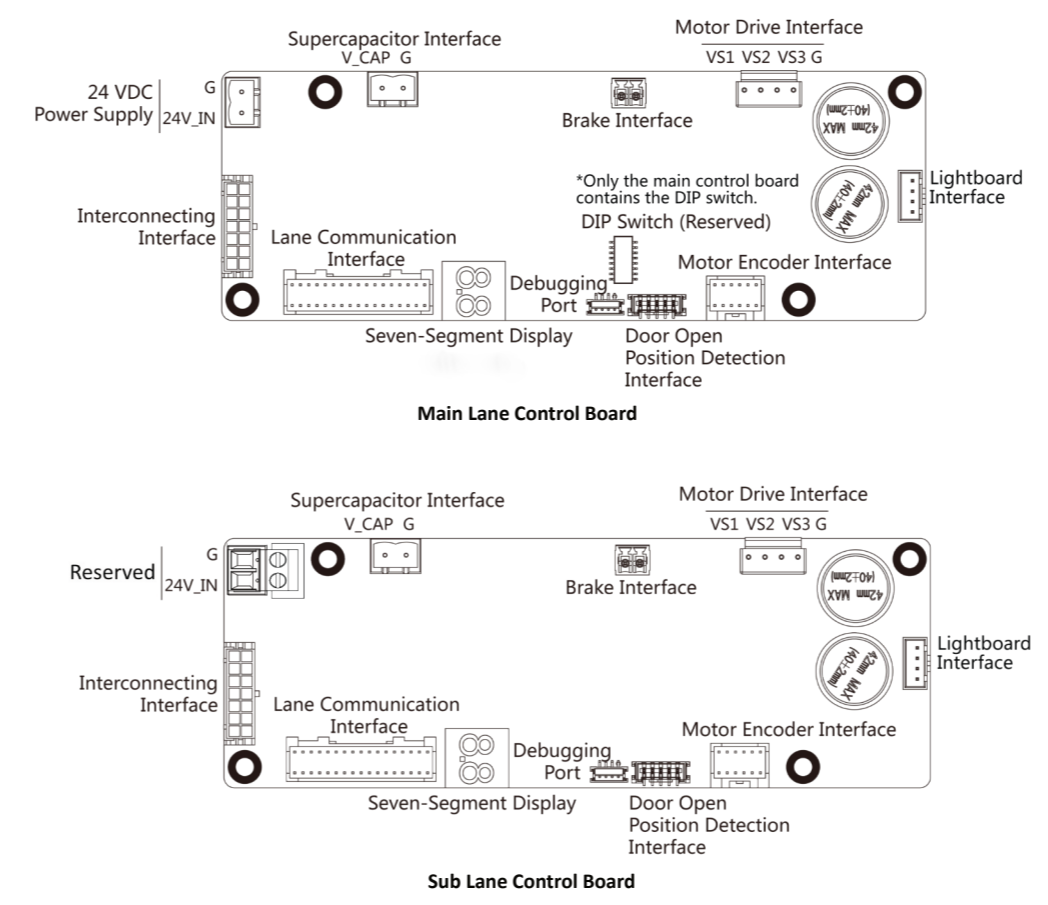 Motor Drive Interface
Supercapacitor Interface
VS1 VS2 VS3 G
V_CAP G
24 VDC
Power Supply
G
24V_IN
Brake Interface
(40±2mm)
42mm MAX
*Only the main control board
contains the DIP switch.
DIP Switch (Reserved)
42mm MAX
(40±2mm)
Lightboard
Interface
Interconnecting
Interface
Lane Communication
Interface
Motor Encoder Interface
Debugging
Port
Seven-Segment Display
Door Open
Position Detection
Interface
Main Lane Control Board
Motor Drive Interface
Supercapacitor Interface
VS1 VS2 VS3 G
V_CAP G
Reserved
G
24V_IN
Brake Interface
(40±2mm)
42mm MAX
42mm MAX
(40±2mm)
Lightboard
Interface
Interconnecting
Interface
Lane Communication
Interface
Motor Encoder Interface
Debugging
Port
Seven-Segment Display
Door Open
Position Detection
Interface
Sub Lane Control Board